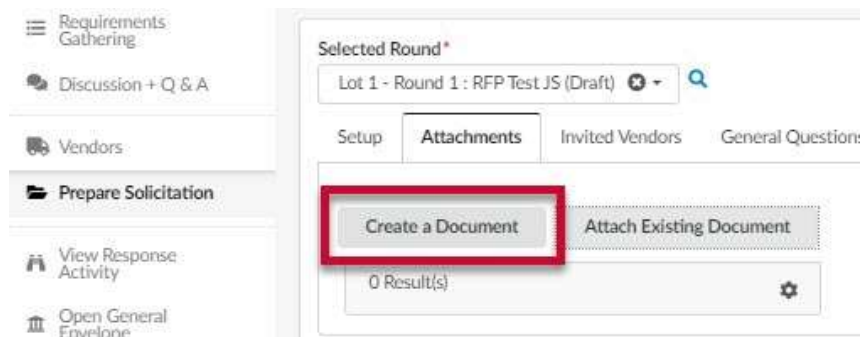 Requirements
Gathering
Discussion + Q & A
Vendors
Prepare Solicitation
View Response
Activity
Open General
Envelope
Selected Round*
Lot 1 - Round 1 : RFP Test JS (Draft)
Setup
Attachments
Invited Vendors
General Questions
Create a Document
Attach Existing Document
0 Result(s)